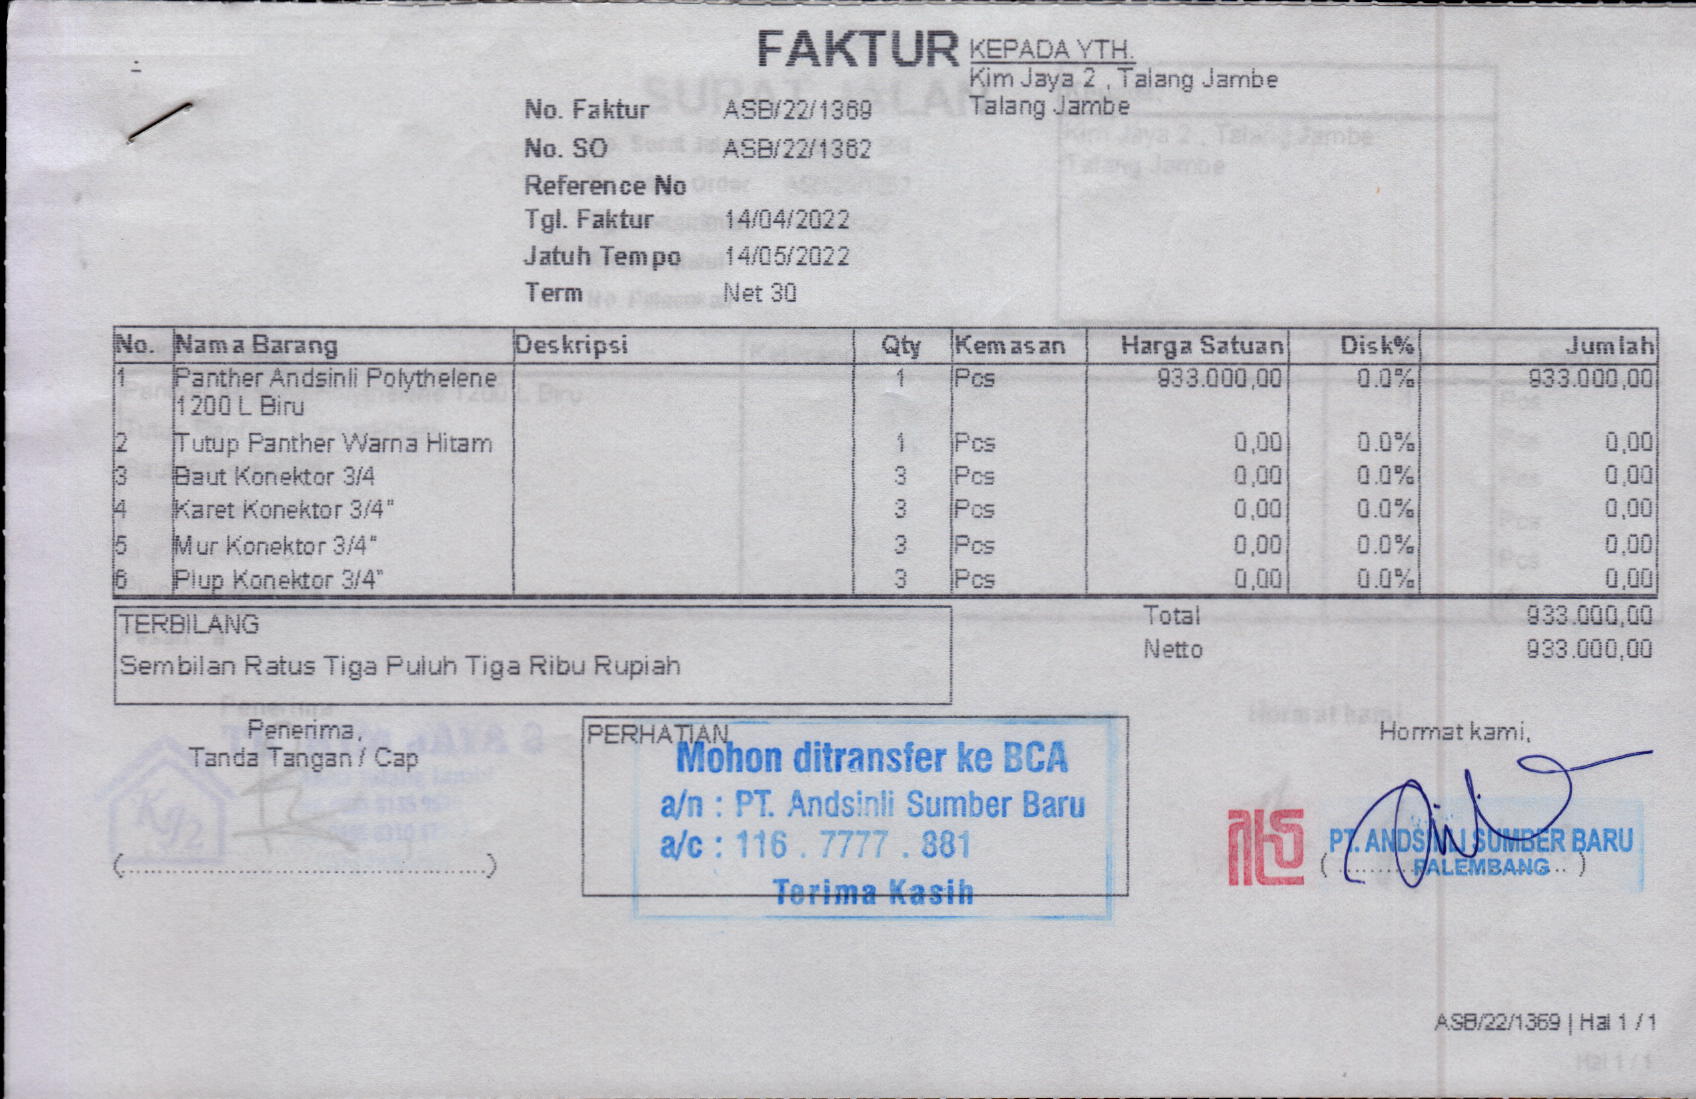 FAKTUR
KEPADA YTH.
Kim Jaya 2 , Talang Jambe
Talang Jambe
No. Faktur ASB/22/1369
No. SO ASB/22/1362
Reference No
Tgl. Faktur 14/04/2022
Jatuh Tempo 14/05/2022
Term Net 30
No. Nama Barang Deskripsi Qty Kemasan Harga Satuan Disk% Jumlah
1 Panther Andsinli Polythelene 1 Pcs 933.000,00 0.0% 933.000,00
1200 L Biru
2 Tutup Panther Warna Hitam 1 Pcs 0,00 0.0% 0,00
3 Baut Konektor 3/4 3 Pcs 0,00 0.0% 0,00
4 Karet Konektor 3/4" 3 Pcs 0,00 0.0% 0,00
5 Mur Konektor 3/4" 3 Pcs 0,00 0.0% 0,00
6 Plup Konektor 3/4" 3 Pcs 0,00 0.0% 0,00
TERBILANG
Sembilan Ratus Tiga Puluh Tiga Ribu Rupiah
Total 933.000,00
Netto 933.000,00
Penerima,
Tanda Tangan / Cap
(..............................................)
PERHATIAN
Mohon ditransfer ke BCA
a/n : PT. Andsinli Sumber Baru
a/c : 116 . 7777 . 881
Terima Kasih
Hormat kami,
PT. ANDSINLI SUMBER BARU
PALEMBANG
ASB/22/1369 | Hal 1 / 1